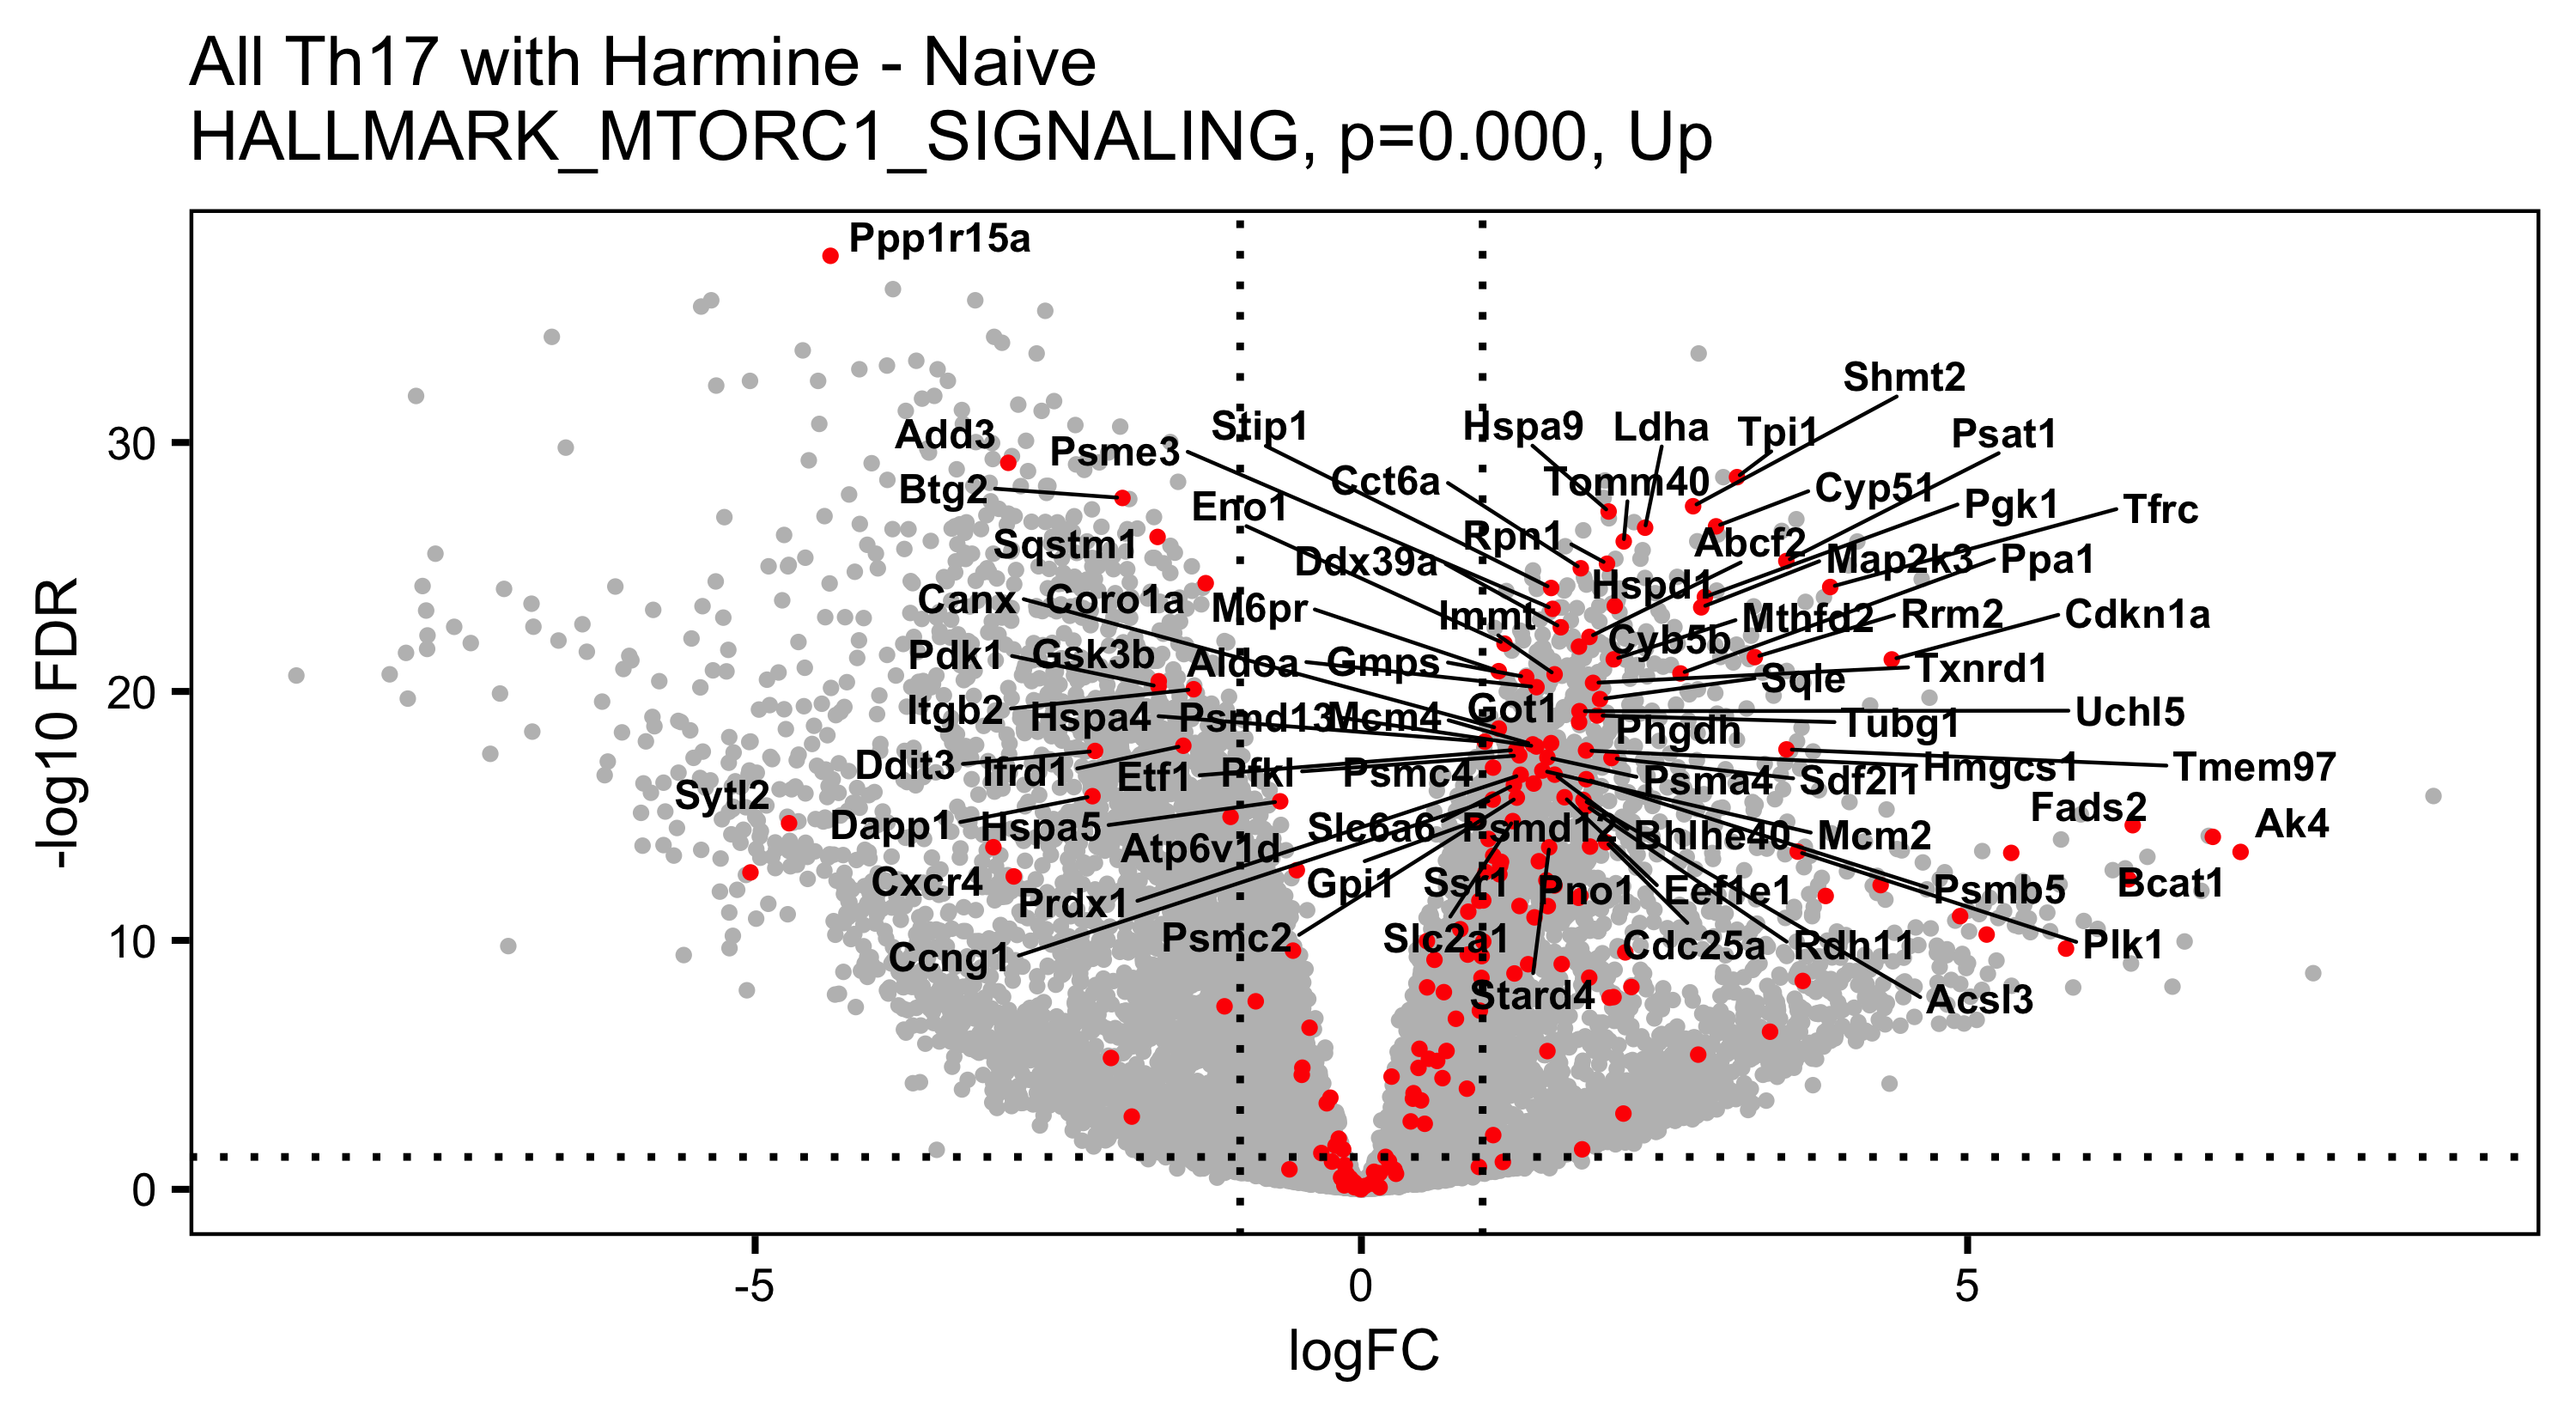 All Th17 with Harmine - Naive
HALLMARK_MTORC1_SIGNALING, p=0.000, Up
Ppp1r15a
Shmt2
Add3
Stip1
Hspa9
Ldha
Tpi1
Psat1
Psme3
Btg2
Cct6a
Tomm40
Cyp51
Eno1
Pgk1
Tfrc
Sqstm1
Rpn1
Abcf2
Ddx39a
Map2k3
Ppa1
Hspd1
Canx
Coro1a
M6pr
Immt
Mthfd2
Rrm2
Cdkn1a
Cyb5b
Pdk1
Gsk3b
Aldoa
Gmps
Txnrd1
Sqle
Itgb2
Hspa4
Psmd13
Mcm4
Got1
Uchl5
Phgdh
Tubg1
Ddit3
Ifrd1
Etf1
Pfkl
Psmc4
Psma4
Sdf2l1
Hmgcs1
Tmem97
Sytl2
Fads2
Ak4
Dapp1
Hspa5
Slc6a6
Psmd12
Bhlhe40
Mcm2
Atp6v1d
Cxcr4
Gpi1
Ssr1
Pno1
Eef1e1
Psmb5
Bcat1
Prdx1
Psmc2
Slc2a1
Cdc25a
Rdh11
Plk1
Ccng1
Stard4
Acsl3
30
20
10
0
-log10 FDR
-5
0
5
logFC